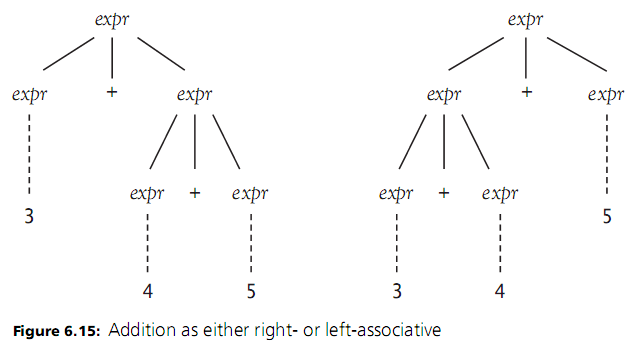 expr expr
expr + expr expr + expr
expr + expr expr + expr
3 5
4 5 3 4
Figure 6.15: Addition as either right- or left-associative